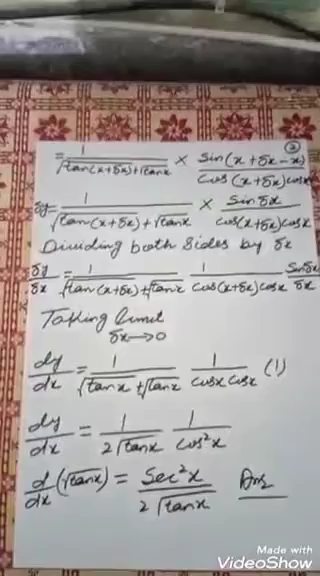 ②
= 1/(√tan(x+δx) + √tanx) × Sin(x+δx-x)/(Cos(x+δx)cosx
δy = 1/(√tan(x+δx) + √tanx) × Sin δx/(cos(x+δx)cosx
Dividing both sides by δx
δy/δx = 1/(√tan(x+δx) + √tanx) 1/(cos(x+δx)cosx) Sinδx/δx
Taking limit
δx→0
dy/dx = 1/(√tanx + √tanx) 1/(cosx cosx) (1)
dy/dx = 1/(2√tanx) 1/cos²x
d/dx (√tanx) = Sec²x/(2√tanx) Ans
Made with
VideoShow